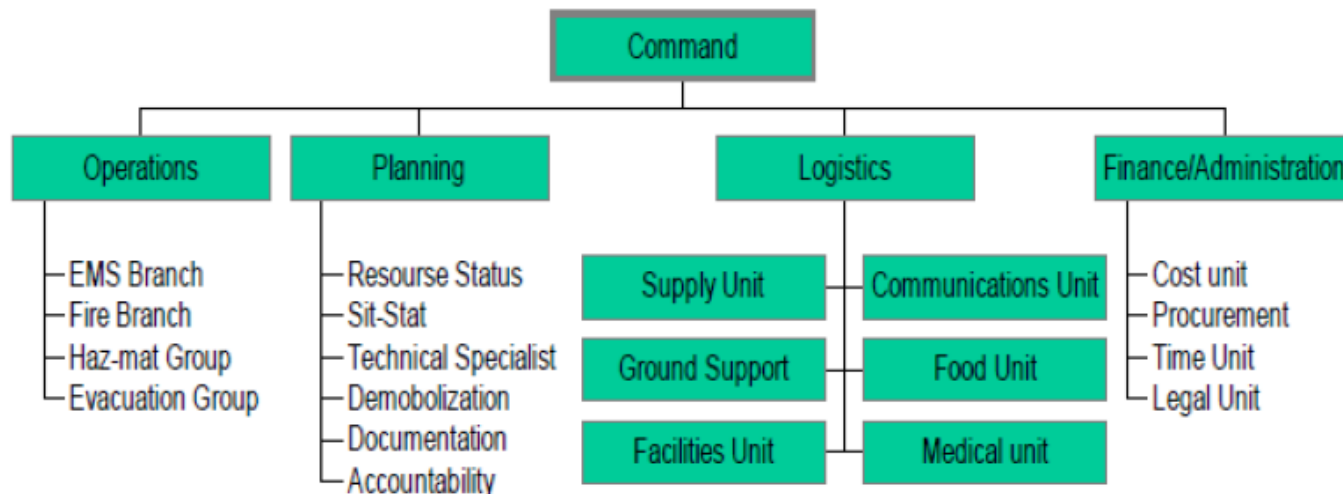 Command
Operations
Planning
Logistics
Finance/Administration
EMS Branch
Fire Branch
Haz-mat Group
Evacuation Group
Resourse Status
Sit-Stat
Technical Specialist
Demobolization
Documentation
Accountability
Supply Unit
Communications Unit
Ground Support
Food Unit
Facilities Unit
Medical unit
Cost unit
Procurement
Time Unit
Legal Unit